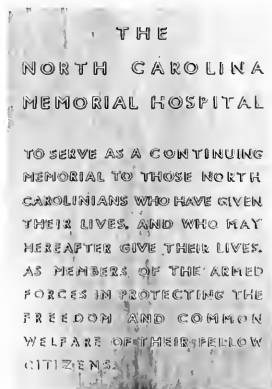 THE
NORTH CAROLINA
MEMORIAL HOSPITAL
TO SERVE AS A CONTINUING
MEMORIAL TO THOSE NORTH
CAROLINIANS WHO HAVE GIVEN
THEIR LIVES, AND WHO MAY
HEREAFTER GIVE THEIR LIVES,
AS MEMBERS OF THE ARMED
FORCES IN PROTECTING THE
FREEDOM AND COMMON
WELFARE OF THEIR FELLOW
CITIZENS.